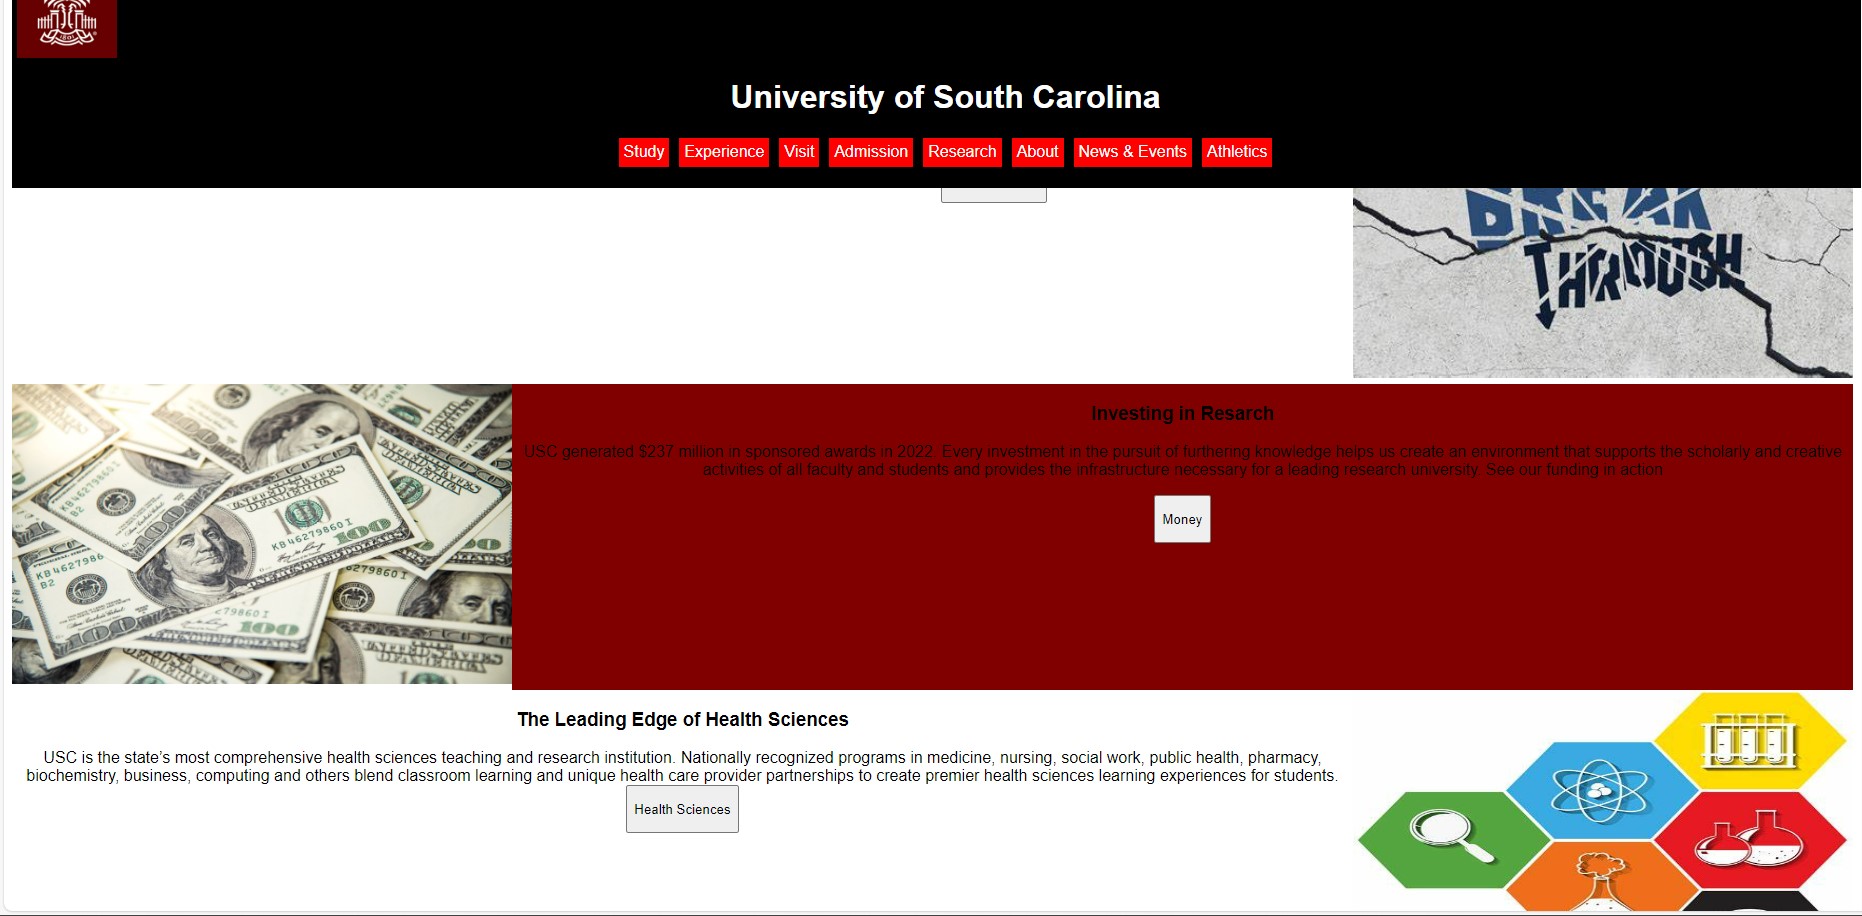 University of South Carolina
Study Experience Visit Admission Research About News & Events Athletics
BREAK
THROUGH
Investing in Resarch
USC generated $237 million in sponsored awards in 2022 Every investment in the pursuit of furthering knowledge helps us create an environment that supports the scholarly and creative
activities of all faculty and students and provides the infrastructure necessary for a leading research university. See our funding in action
Money
KB46279860I
100
KB46279860I
100
The Leading Edge of Health Sciences
USC is the state’s most comprehensive health sciences teaching and research institution. Nationally recognized programs in medicine, nursing, social work, public health, pharmacy,
biochemistry, business, computing and others blend classroom learning and unique health care provider partnerships to create premier health sciences learning experiences for students.
Health Sciences